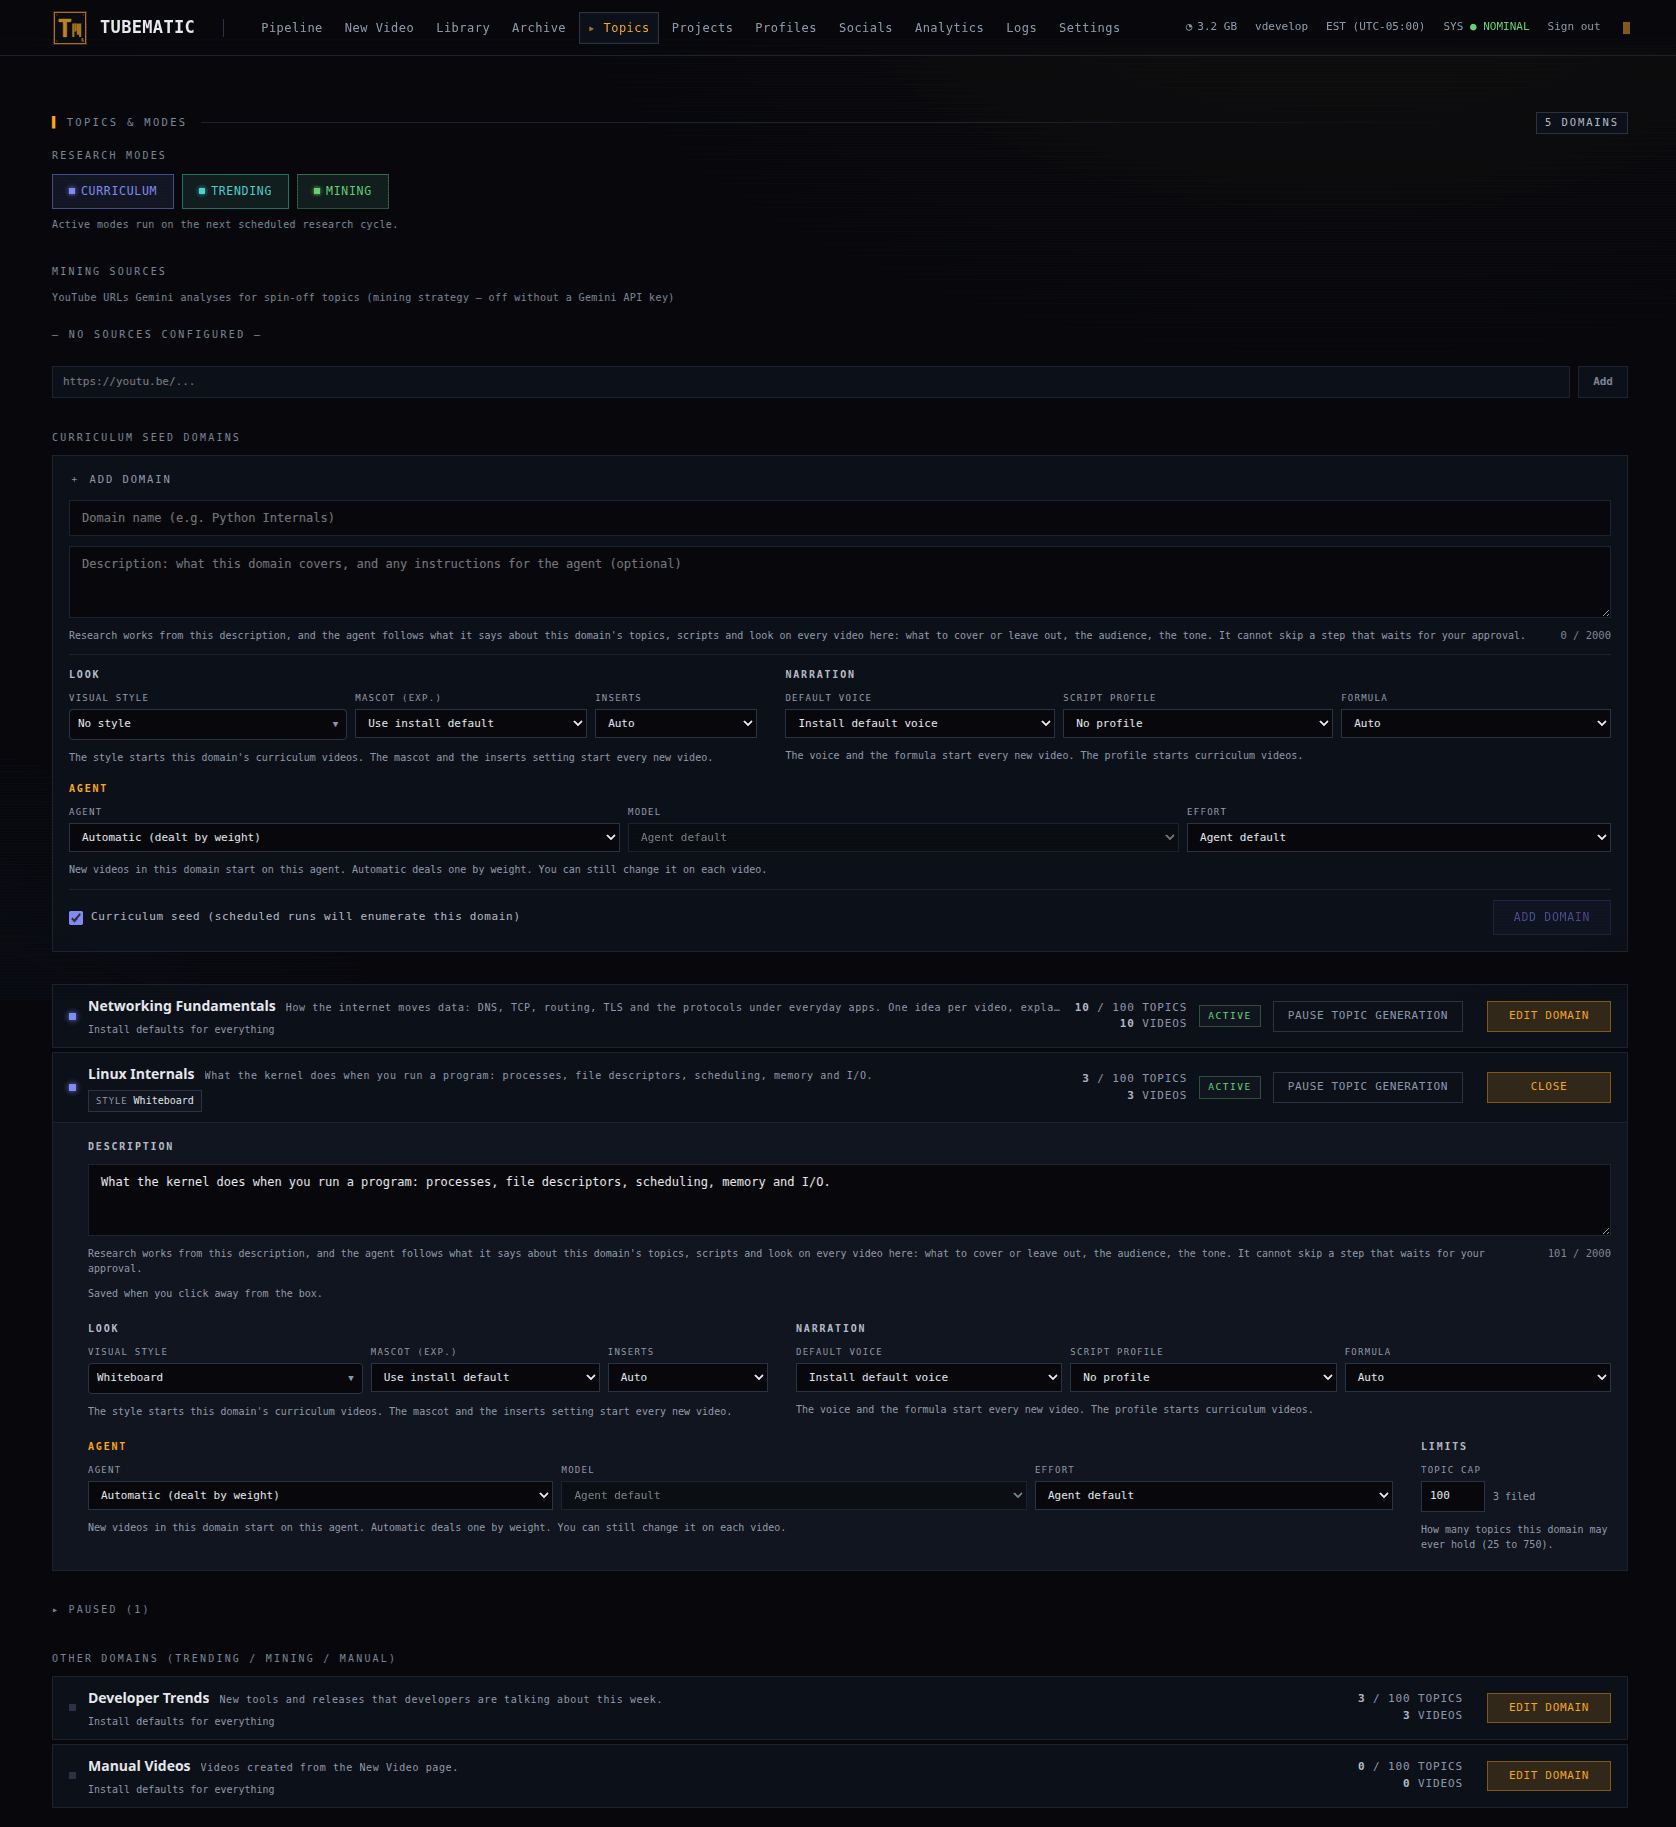 TUBEMATIC
Pipeline New Video Library Archive ▸ Topics Projects Profiles Socials Analytics Logs Settings
3.2 GB vdevelop EST (UTC-05:00) SYS ● NOMINAL Sign out
TOPICS & MODES
5 DOMAINS
RESEARCH MODES
CURRICULUM TRENDING MINING
Active modes run on the next scheduled research cycle.
MINING SOURCES
YouTube URLs Gemini analyses for spin-off topics (mining strategy — off without a Gemini API key)
— NO SOURCES CONFIGURED —
https://youtu.be/... Add
CURRICULUM SEED DOMAINS
+ ADD DOMAIN
Domain name (e.g. Python Internals)
Description: what this domain covers, and any instructions for the agent (optional)
Research works from this description, and the agent follows what it says about this domain's topics, scripts and look on every video here: what to cover or leave out, the audience, the tone. It cannot skip a step that waits for your approval. 0 / 2000
LOOK NARRATION
VISUAL STYLE MASCOT (EXP.) INSERTS DEFAULT VOICE SCRIPT PROFILE FORMULA
No style Use install default Auto Install default voice No profile Auto
The style starts this domain's curriculum videos. The mascot and the inserts setting start every new video. The voice and the formula start every new video. The profile starts curriculum videos.
AGENT
AGENT MODEL EFFORT
Automatic (dealt by weight) Agent default Agent default
New videos in this domain start on this agent. Automatic deals one by weight. You can still change it on each video.
Curriculum seed (scheduled runs will enumerate this domain) ADD DOMAIN
Networking Fundamentals How the internet moves data: DNS, TCP, routing, TLS and the protocols under everyday apps. One idea per video, expla… 10 / 100 TOPICS
Install defaults for everything 10 VIDEOS ACTIVE PAUSE TOPIC GENERATION EDIT DOMAIN
Linux Internals What the kernel does when you run a program: processes, file descriptors, scheduling, memory and I/O. 3 / 100 TOPICS
STYLE Whiteboard 3 VIDEOS ACTIVE PAUSE TOPIC GENERATION CLOSE
DESCRIPTION
What the kernel does when you run a program: processes, file descriptors, scheduling, memory and I/O.
Research works from this description, and the agent follows what it says about this domain's topics, scripts and look on every video here: what to cover or leave out, the audience, the tone. It cannot skip a step that waits for your 101 / 2000
approval.
Saved when you click away from the box.
LOOK NARRATION
VISUAL STYLE MASCOT (EXP.) INSERTS DEFAULT VOICE SCRIPT PROFILE FORMULA
Whiteboard Use install default Auto Install default voice No profile Auto
The style starts this domain's curriculum videos. The mascot and the inserts setting start every new video. The voice and the formula start every new video. The profile starts curriculum videos.
AGENT LIMITS
AGENT MODEL EFFORT TOPIC CAP
Automatic (dealt by weight) Agent default Agent default 100 3 filed
New videos in this domain start on this agent. Automatic deals one by weight. You can still change it on each video. How many topics this domain may
ever hold (25 to 750).
▸ PAUSED (1)
OTHER DOMAINS (TRENDING / MINING / MANUAL)
Developer Trends New tools and releases that developers are talking about this week. 3 / 100 TOPICS
Install defaults for everything 3 VIDEOS EDIT DOMAIN
Manual Videos Videos created from the New Video page. 0 / 100 TOPICS
Install defaults for everything 0 VIDEOS EDIT DOMAIN